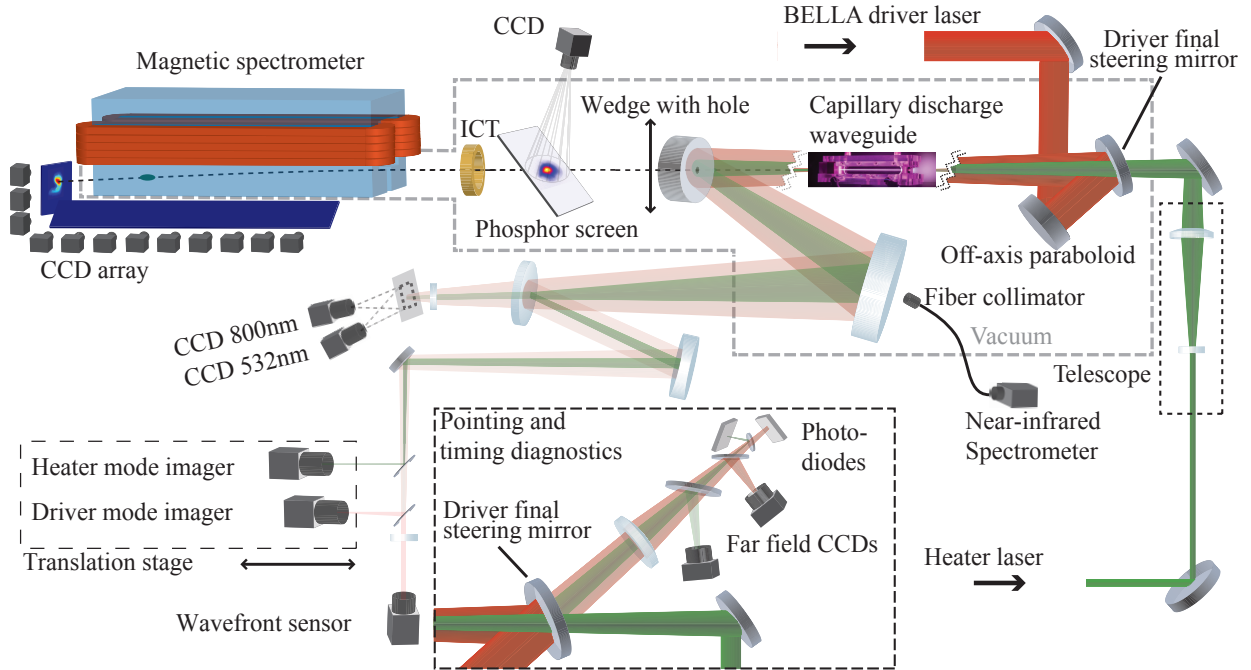 BELLA driver laser
CCD
Driver final
steering mirror
Magnetic spectrometer
Wedge with hole
Capillary discharge
waveguide
ICT
Phosphor screen
CCD array
Off-axis paraboloid
Fiber collimator
CCD 800nm
CCD 532nm
Vacuum
Telescope
Near-infrared
Spectrometer
Pointing and
timing diagnostics
Photo-
diodes
Heater mode imager
Driver mode imager
Driver final
steering mirror
Far field CCDs
Translation stage
Heater laser
Wavefront sensor